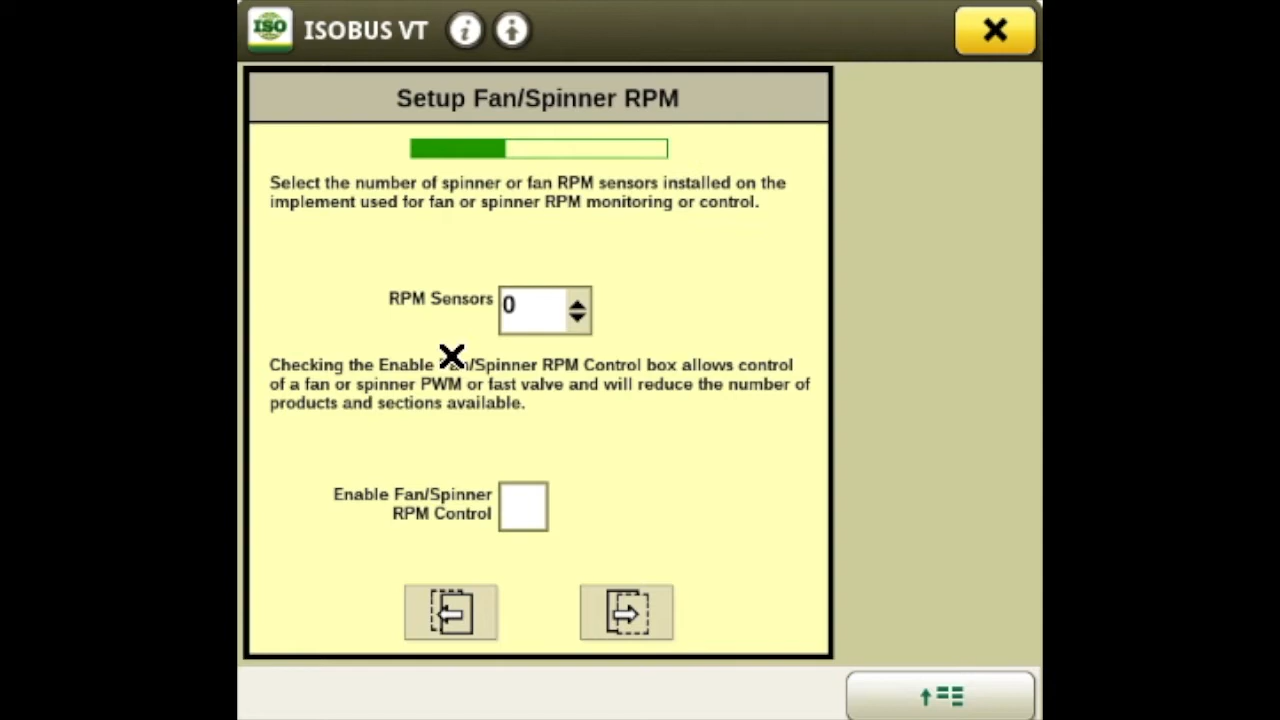 ISO
ISOBUS VT
Setup Fan/Spinner RPM
Select the number of spinner or fan RPM sensors installed on the
implement used for fan or spinner RPM monitoring or control.
RPM Sensors
0
Checking the Enable Fan/Spinner RPM Control box allows control
of a fan or spinner PWM or fast valve and will reduce the number of
products and sections available.
Enable Fan/Spinner
RPM Control